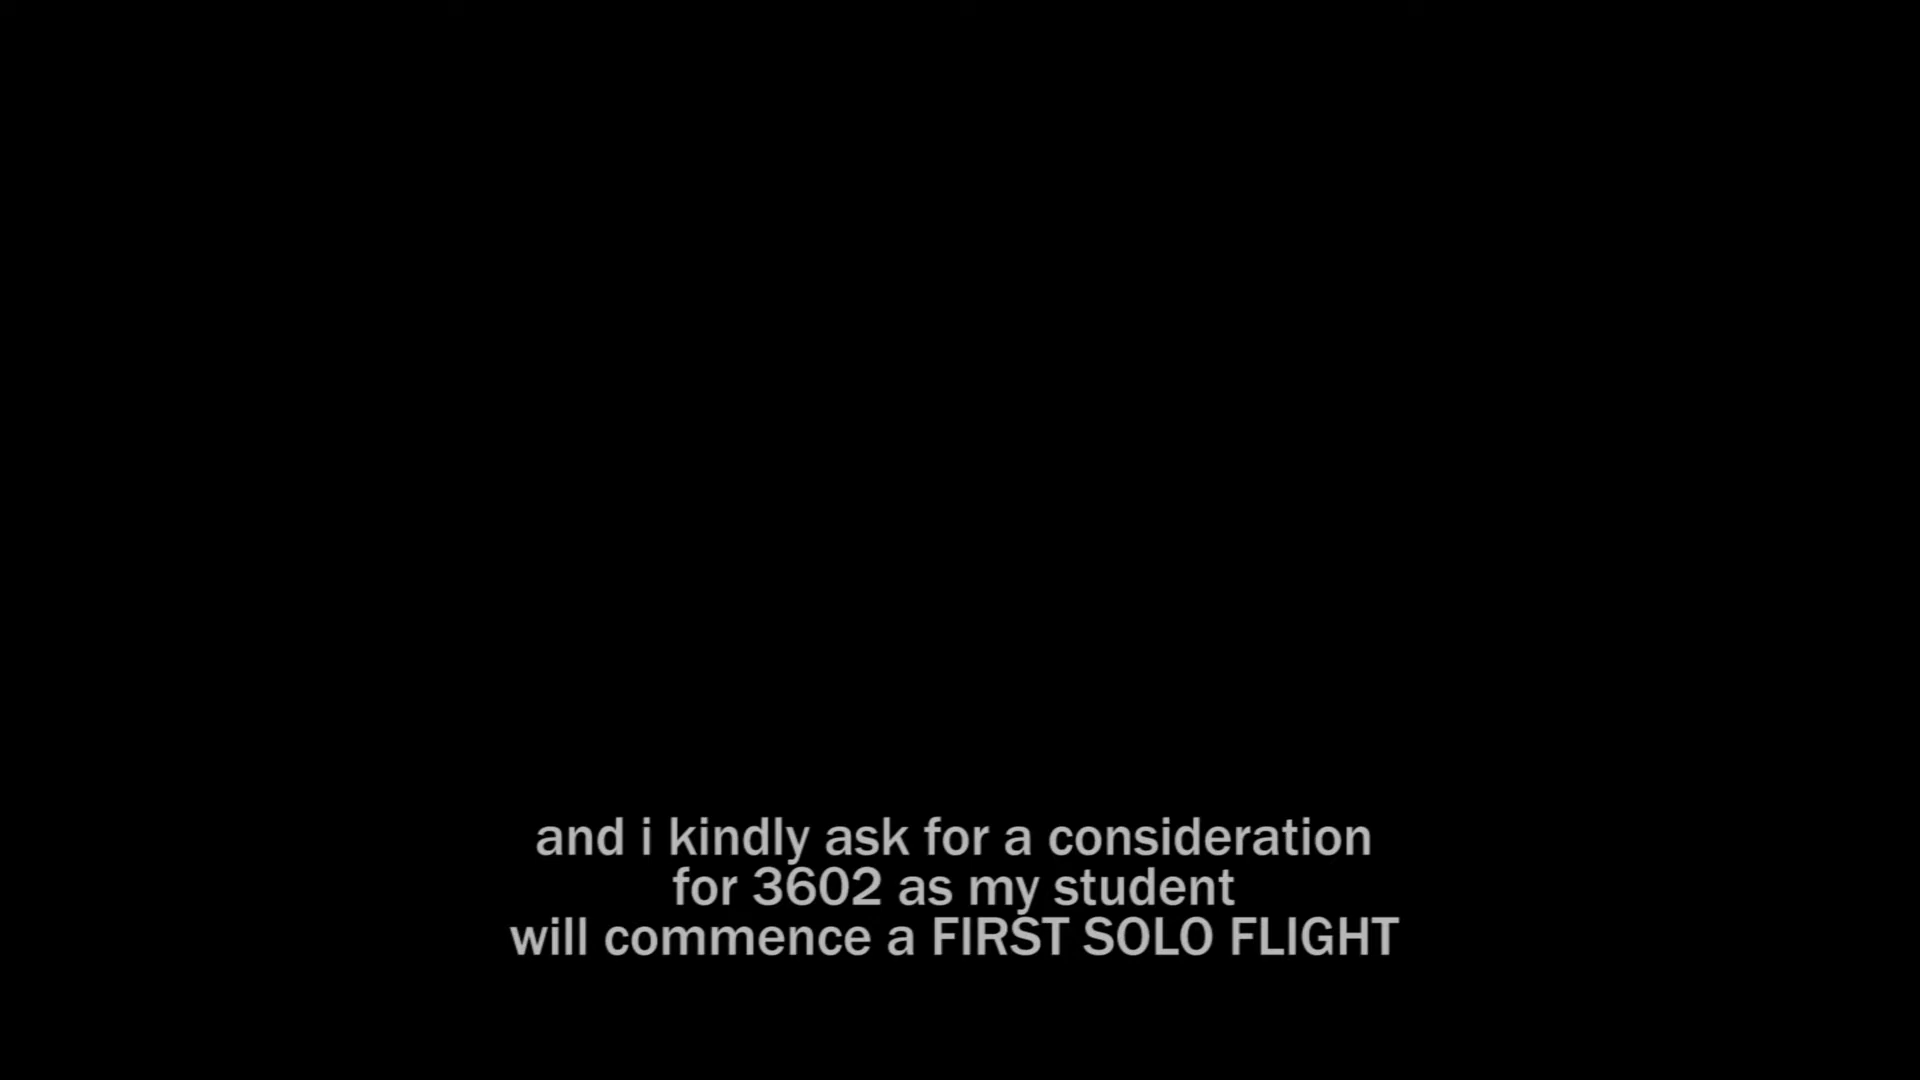 and i kindly ask for a consideration
for 3602 as my student
will commence a FIRST SOLO FLIGHT